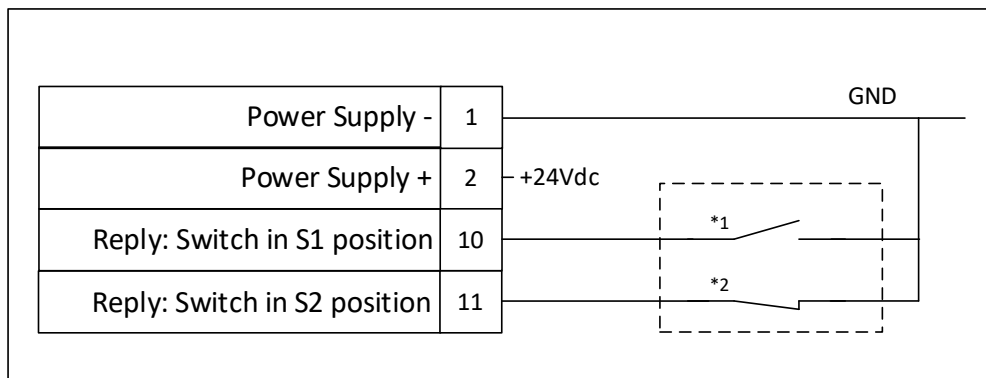 GND
Power Supply - 1
Power Supply + 2 +24Vdc
Reply: Switch in S1 position 10 *1
Reply: Switch in S2 position 11 *2